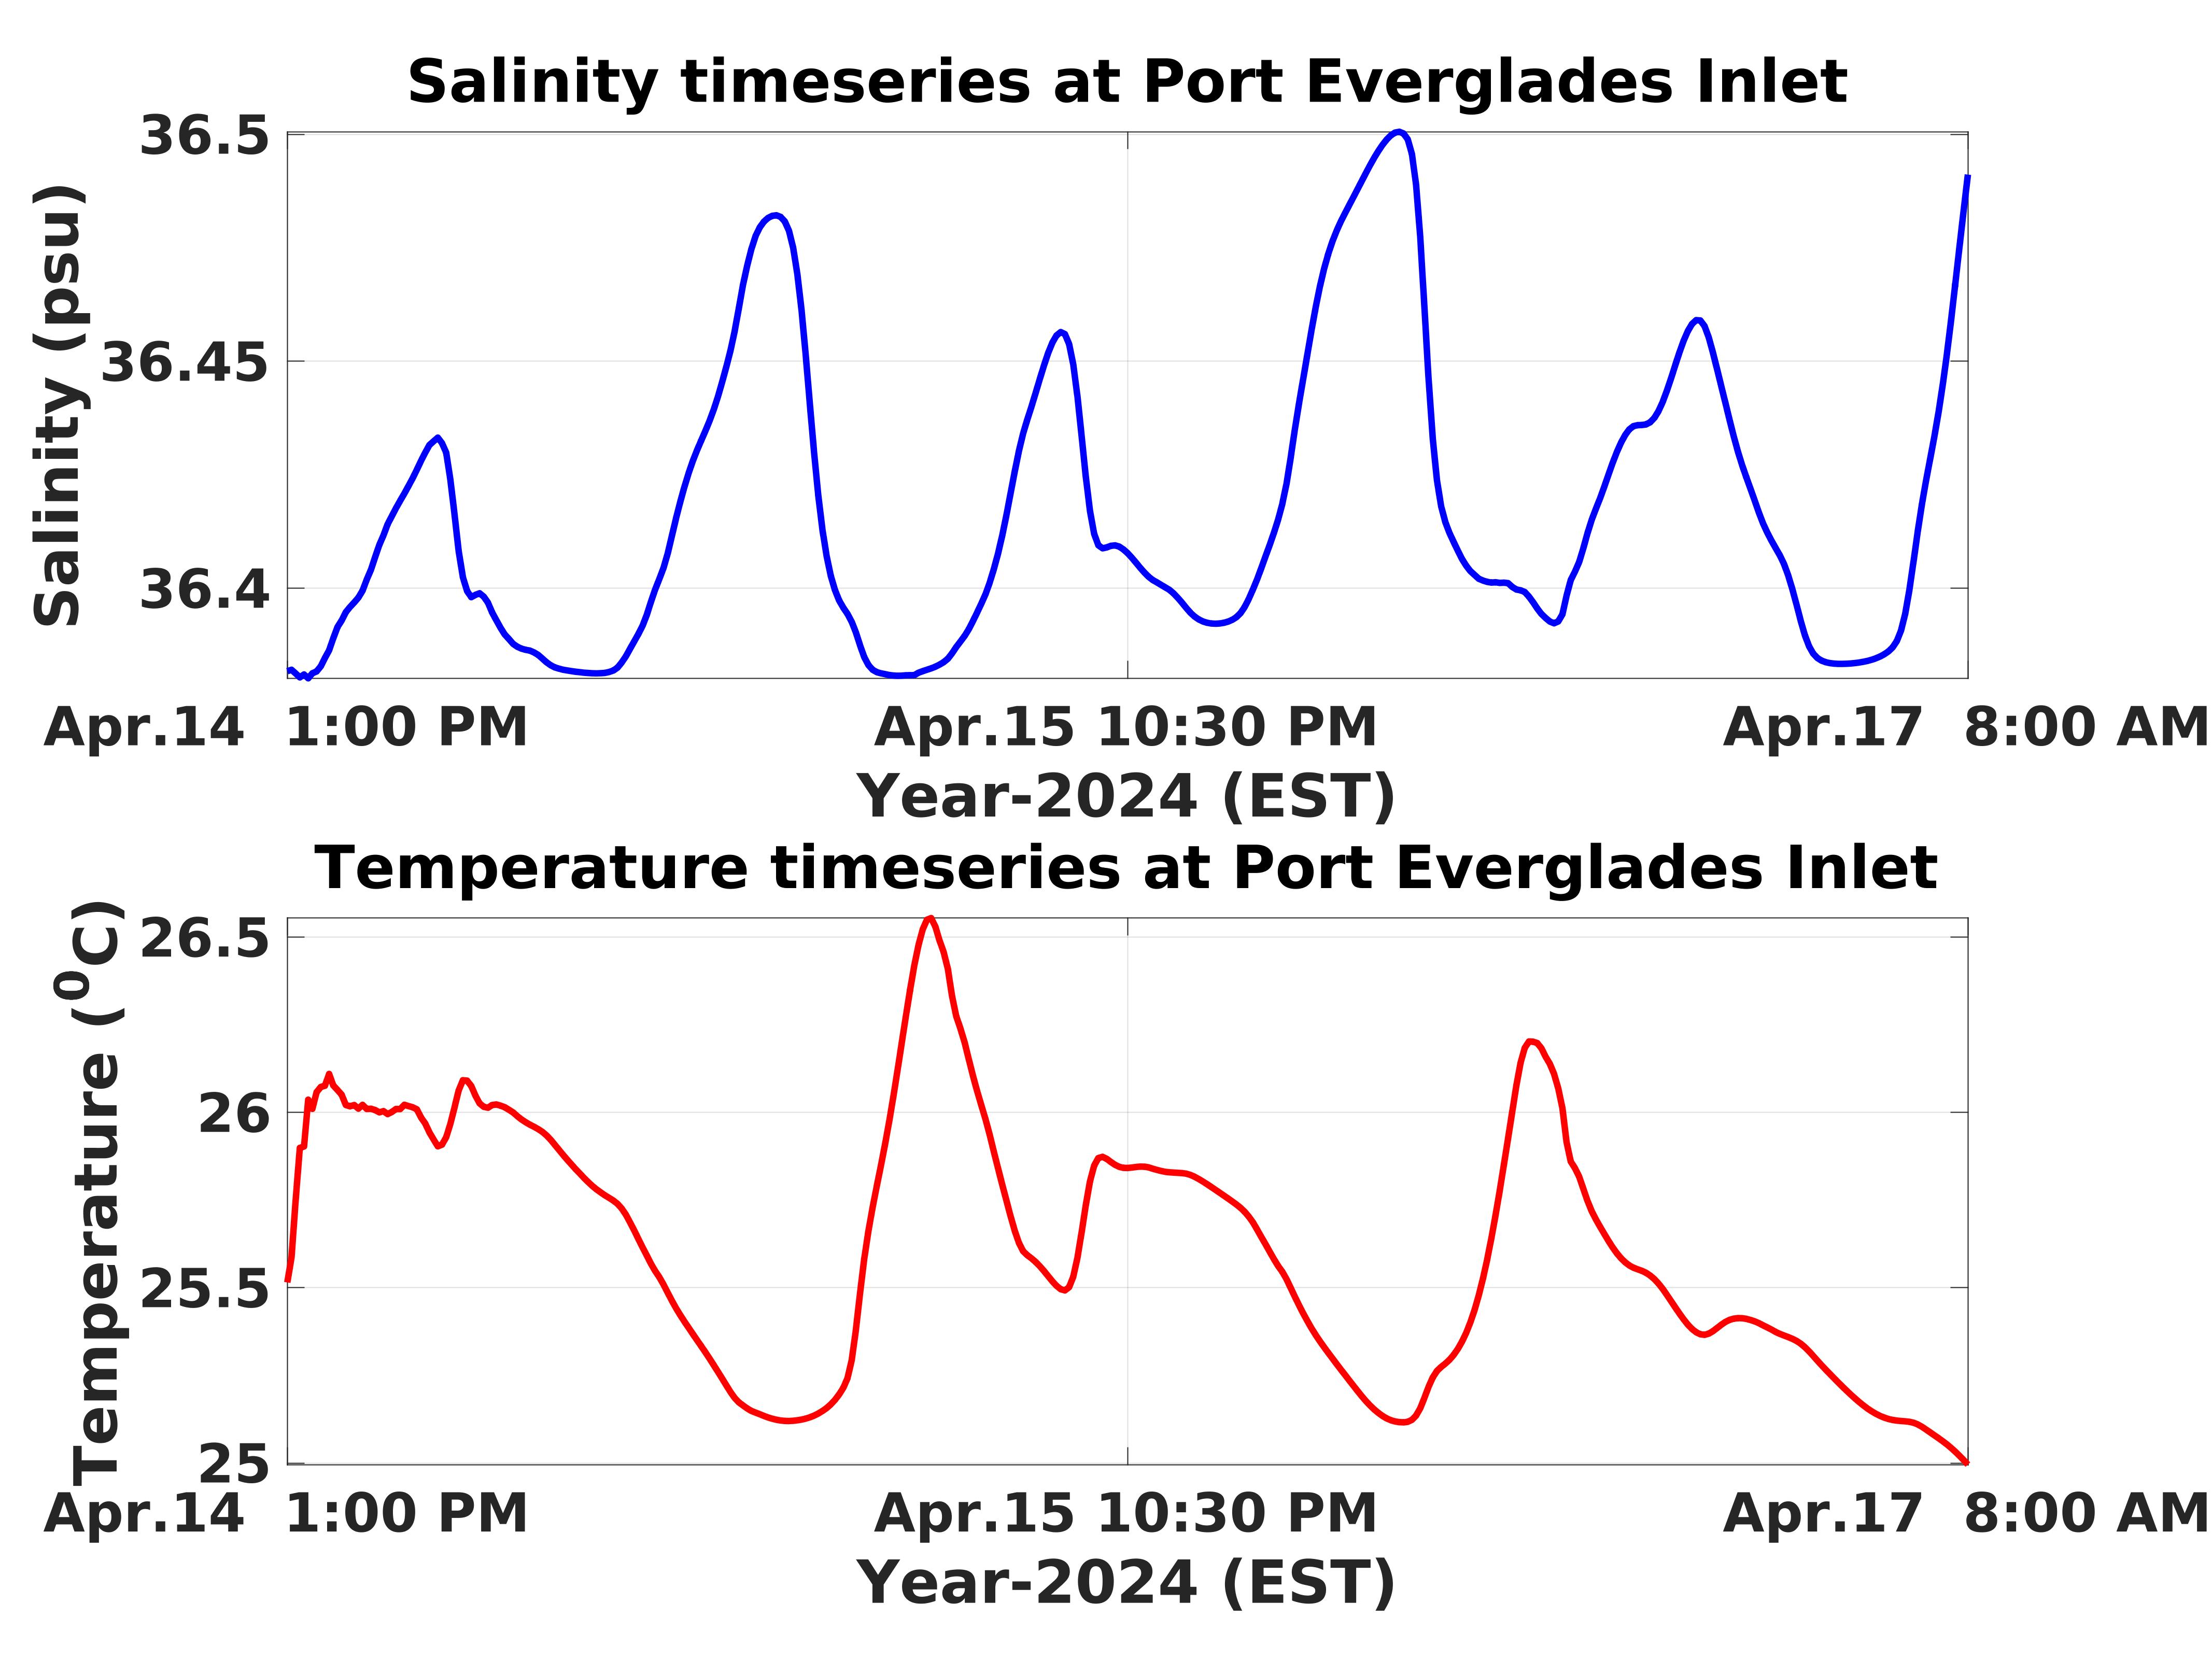 Salinity timeseries at Port Everglades Inlet
Salinity (psu)
36.5
36.45
36.4
Apr.14  1:00 PM
Apr.15 10:30 PM
Apr.17  8:00 AM
Year-2024 (EST)
Temperature timeseries at Port Everglades Inlet
Temperature (⁰C)
26.5
26
25.5
25
Apr.14  1:00 PM
Apr.15 10:30 PM
Apr.17  8:00 AM
Year-2024 (EST)